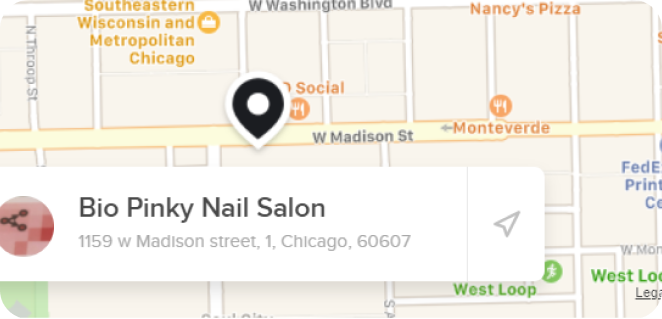 Southeastern
Wisconsin and
Metropolitan
Chicago
W Washington Blvd
Nancy's Pizza
N Throop St
Social
W Madison St
Monteverde
FedE
Print
Ce
Bio Pinky Nail Salon
1159 w Madison street, 1, Chicago, 60607
W Mon
West Loop
West Loo
Lega